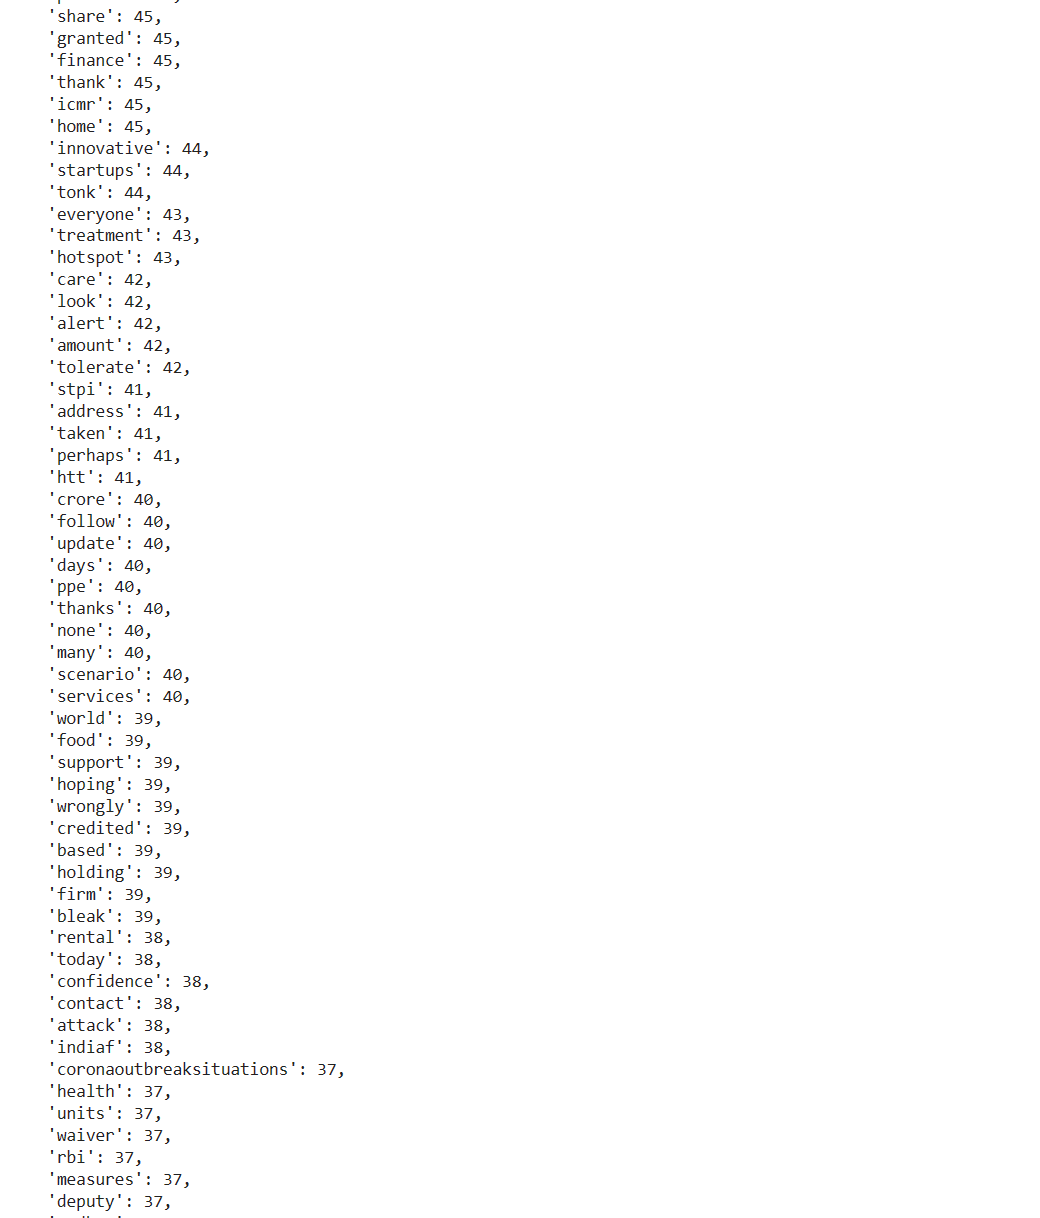 'share': 45,
'granted': 45,
'finance': 45,
'thank': 45,
'icmr': 45,
'home': 45,
'innovative': 44,
'startups': 44,
'tonk': 44,
'everyone': 43,
'treatment': 43,
'hotspot': 43,
'care': 42,
'look': 42,
'alert': 42,
'amount': 42,
'tolerate': 42,
'stpi': 41,
'address': 41,
'taken': 41,
'perhaps': 41,
'htt': 41,
'crore': 40,
'follow': 40,
'update': 40,
'days': 40,
'ppe': 40,
'thanks': 40,
'none': 40,
'many': 40,
'scenario': 40,
'services': 40,
'world': 39,
'food': 39,
'support': 39,
'hoping': 39,
'wrongly': 39,
'credited': 39,
'based': 39,
'holding': 39,
'firm': 39,
'bleak': 39,
'rental': 38,
'today': 38,
'confidence': 38,
'contact': 38,
'attack': 38,
'indiaf': 38,
'coronaoutbreaksituations': 37,
'health': 37,
'units': 37,
'waiver': 37,
'rbi': 37,
'measures': 37,
'deputy': 37,